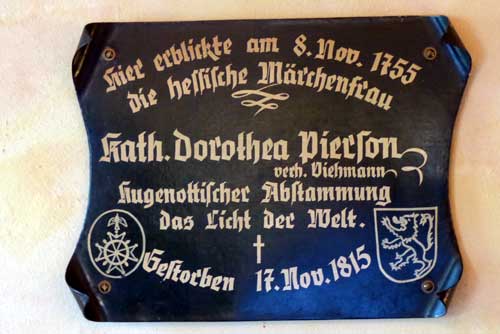 Hier erblickte am 8. Nov. 1755
die hessische Märchenfrau
Kath. Dorothea Pierson
verh. Viehmann
Hugenottischer Abstammung
das Licht der Welt.
†
Gestorben 17. Nov. 1815